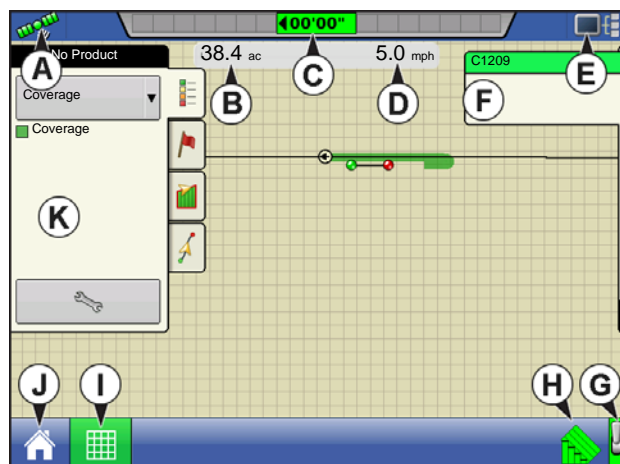 00'00"
A
No Product
38.4 ac
5.0 mph
B
C
D
E
C1209
F
Coverage
Coverage
K
J
I
H
G